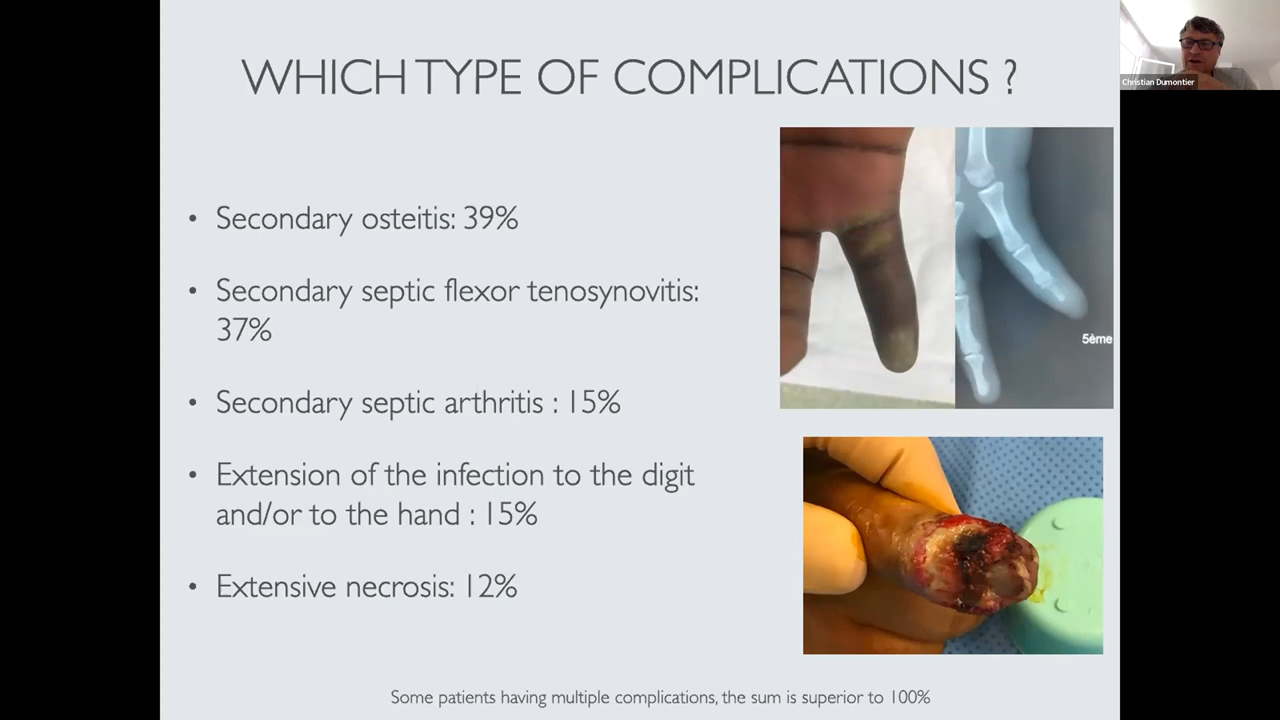 WHICH TYPE OF COMPLICATIONS ?
Christian Dumontier
• Secondary osteitis: 39%
• Secondary septic flexor tenosynovitis:
37%
5ème
• Secondary septic arthritis : 15%
• Extension of the infection to the digit
and/or to the hand : 15%
• Extensive necrosis: 12%
Some patients having multiple complications, the sum is superior to 100%